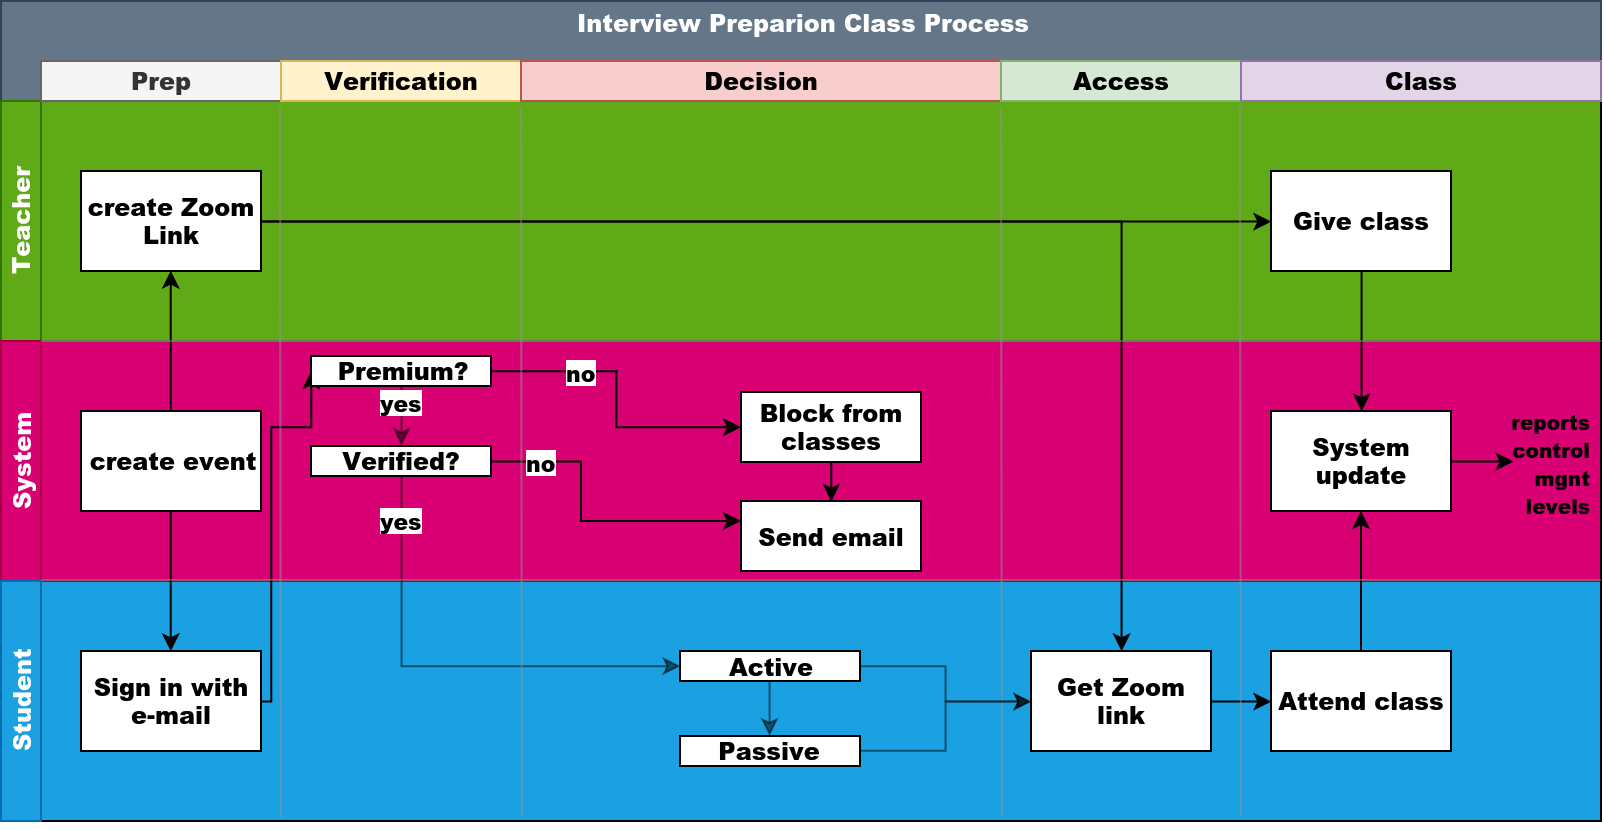 Interview Preparion Class Process
Prep
Verification
Decision
Access
Class
Teacher
create Zoom
Link
Give class
System
Premium?
no
yes
Block from
classes
create event
Verified?
no
yes
Send email
System
update
reports
control
mgnt
levels
Student
Sign in with
e-mail
Active
Passive
Get Zoom
link
Attend class